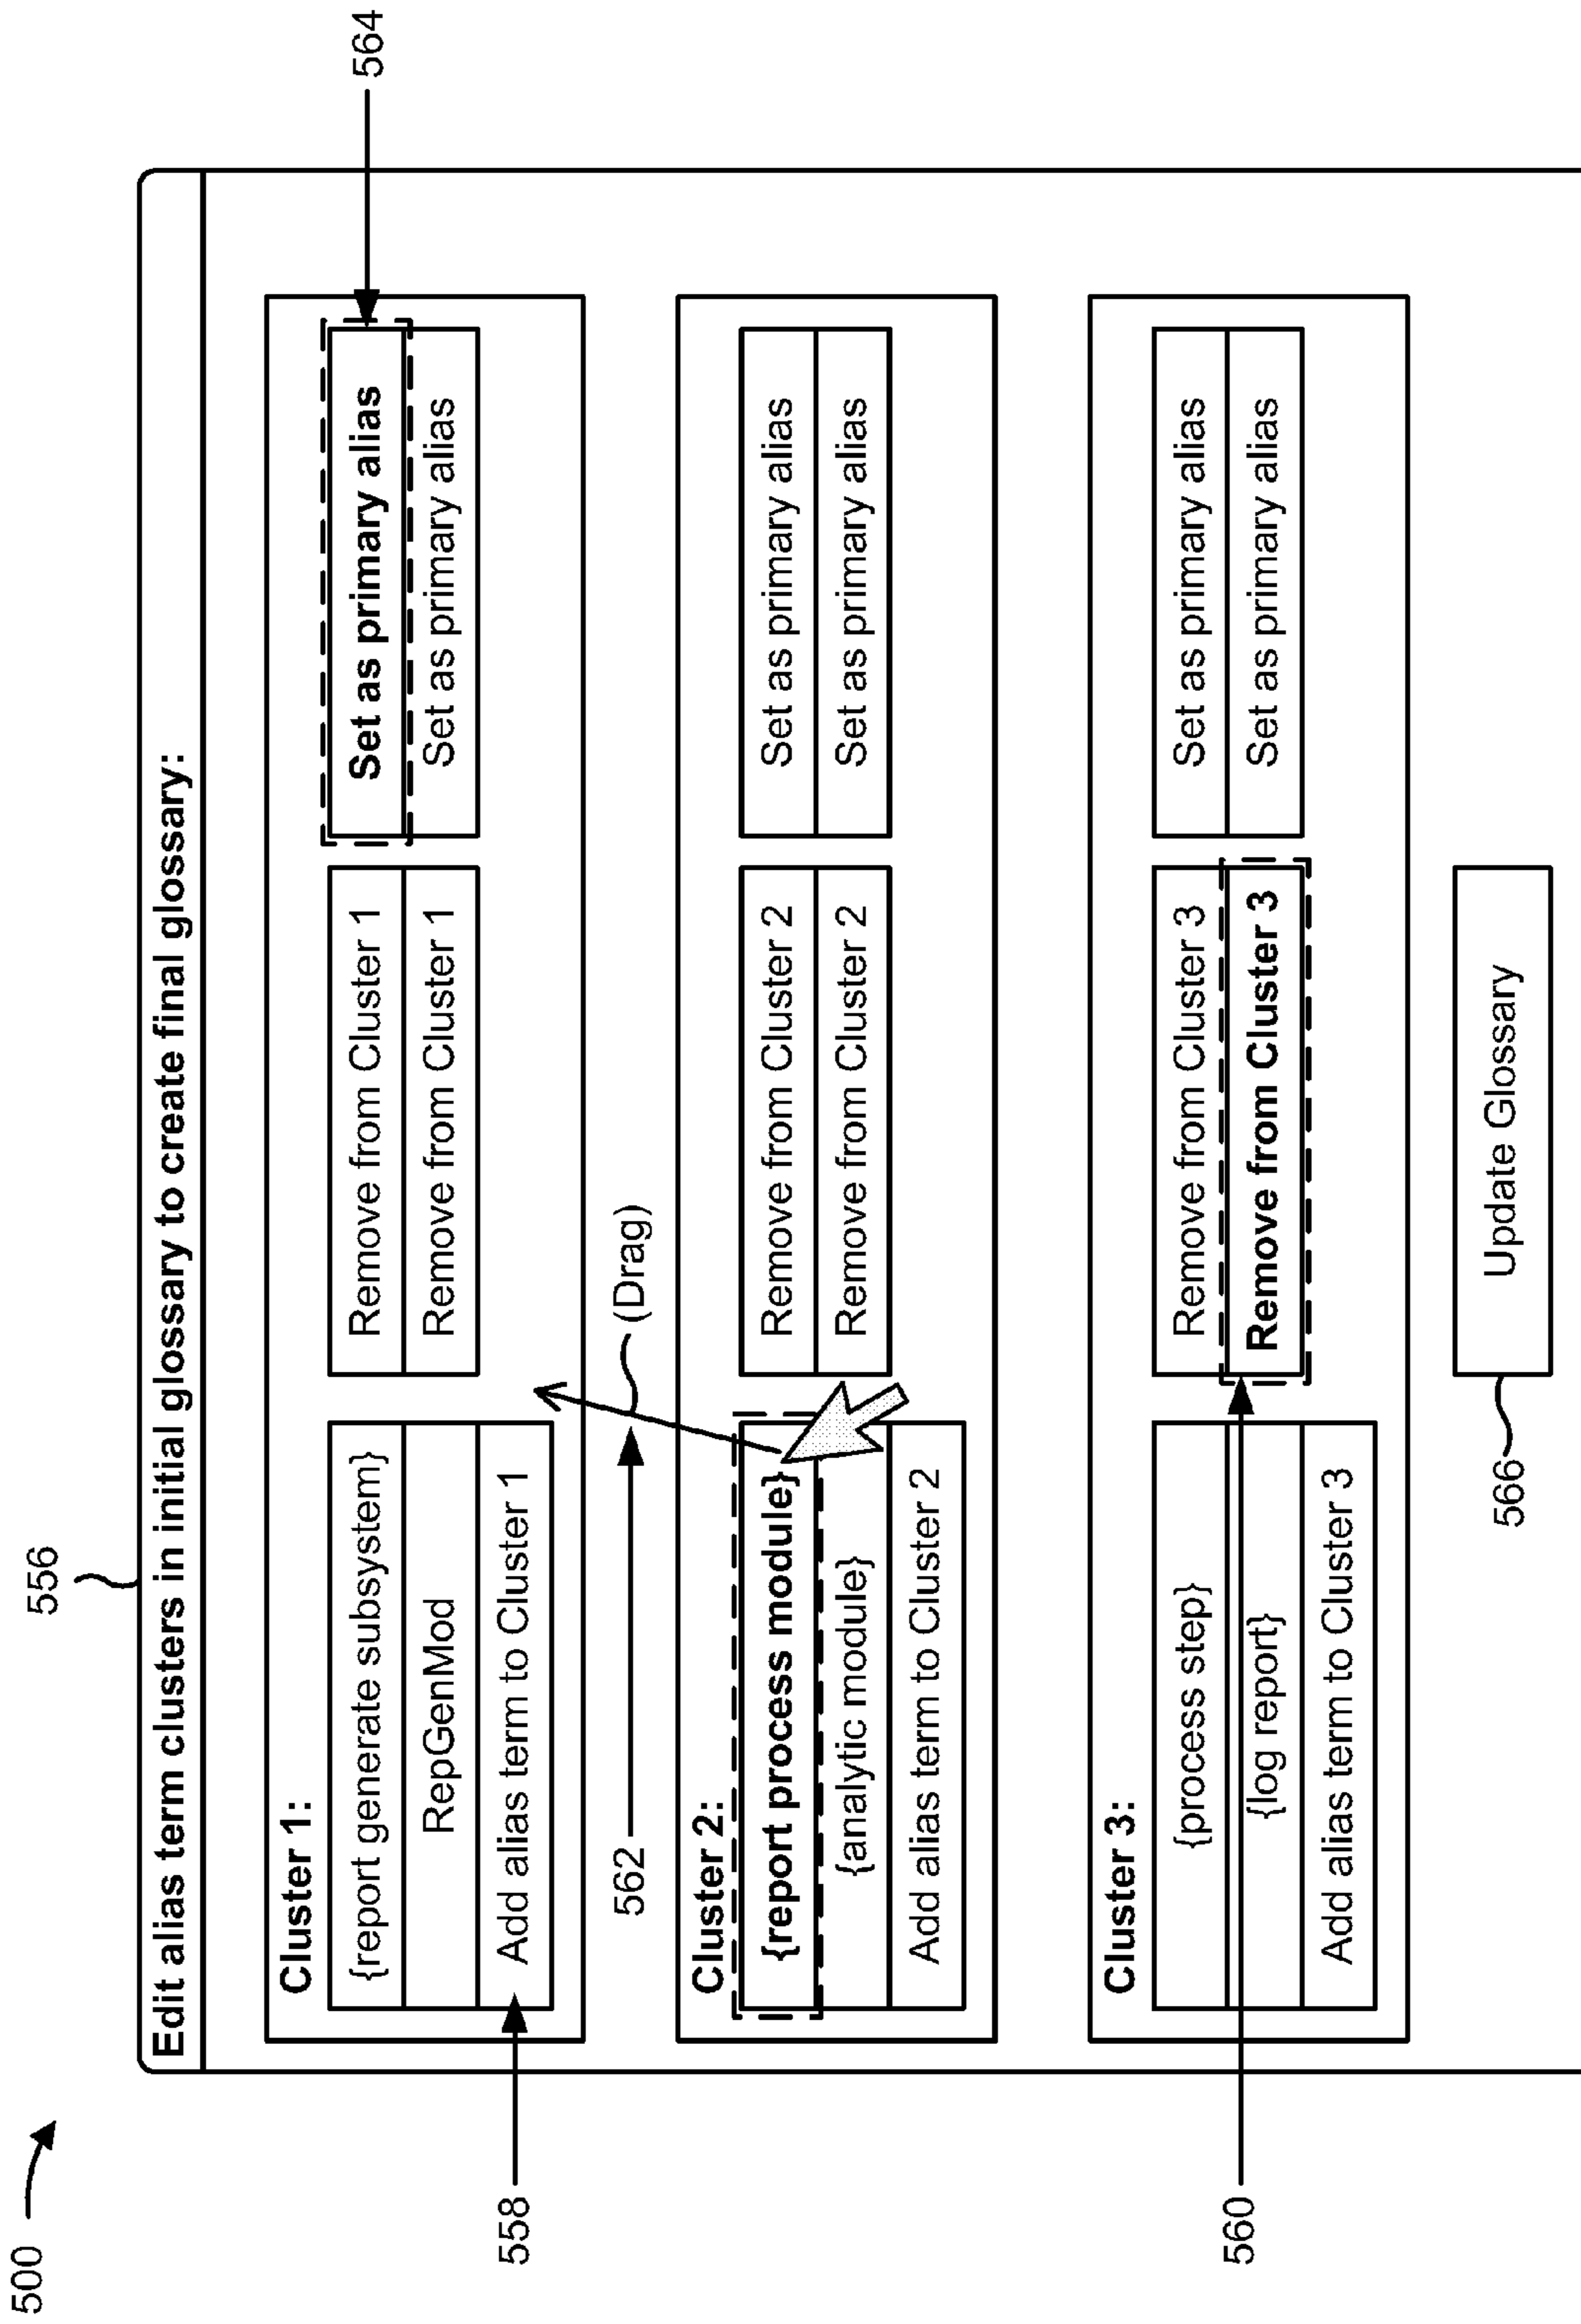 500
556
Edit alias term clusters in initial glossary to create final glossary:
Cluster 1:
{report generate subsystem}
Remove from Cluster 1
Set as primary alias
564
RepGenMod
Remove from Cluster 1
Set as primary alias
558
Add alias term to Cluster 1
562
(Drag)
Cluster 2:
{report process module}
Remove from Cluster 2
Set as primary alias
{analytic module}
Remove from Cluster 2
Set as primary alias
Add alias term to Cluster 2
Cluster 3:
{process step}
Remove from Cluster 3
Set as primary alias
560
{log report}
Remove from Cluster 3
Set as primary alias
Add alias term to Cluster 3
566
Update Glossary